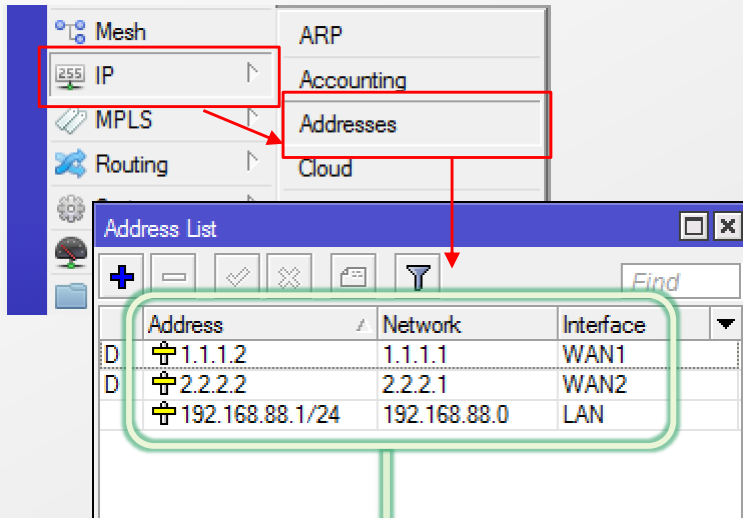 Mesh
255 IP
MPLS
Routing
ARP
Accounting
Addresses
Cloud
Address List
Find
Address Network Interface
D 1.1.1.2 1.1.1.1 WAN1
D 2.2.2.2 2.2.2.1 WAN2
192.168.88.1/24 192.168.88.0 LAN